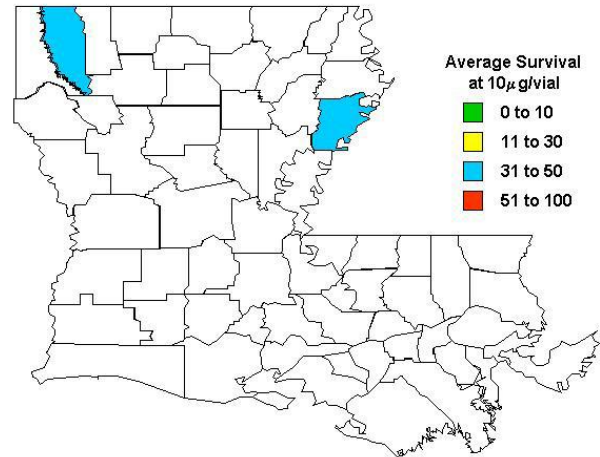 Average Survival
at 10µg/vial
0 to 10
11 to 30
31 to 50
51 to 100